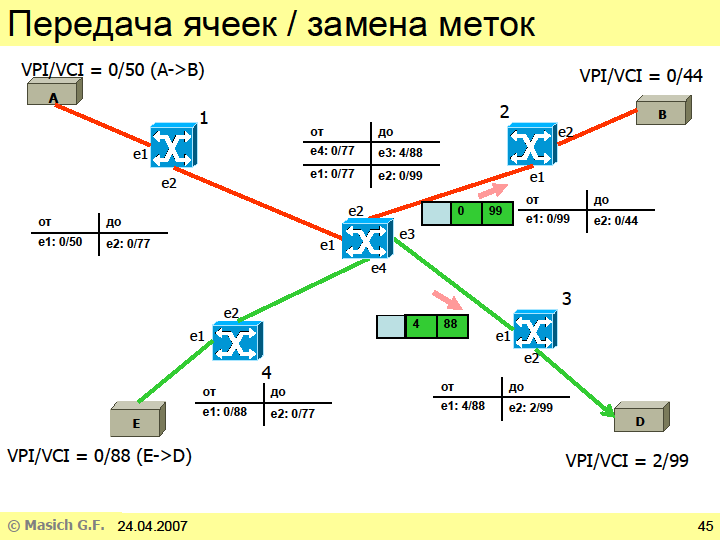 Передача ячеек / замена меток
VPI/VCI = 0/50 (A->B)
VPI/VCI = 0/44
A
B
1
2
e1
e2
e2
e1
от до
e4: 0/77 e3: 4/88
e1: 0/77 e2: 0/99
0 99
от до
e1: 0/99 e2: 0/44
от до
e1: 0/50 e2: 0/77
e2
e1
e3
e4
4 88
3
e1
e2
e2
e1
4
от до
e1: 0/88 e2: 0/77
от до
e1: 4/88 e2: 2/99
E
D
VPI/VCI = 0/88 (E->D)
VPI/VCI = 2/99
© Masich G.F. 24.04.2007 45